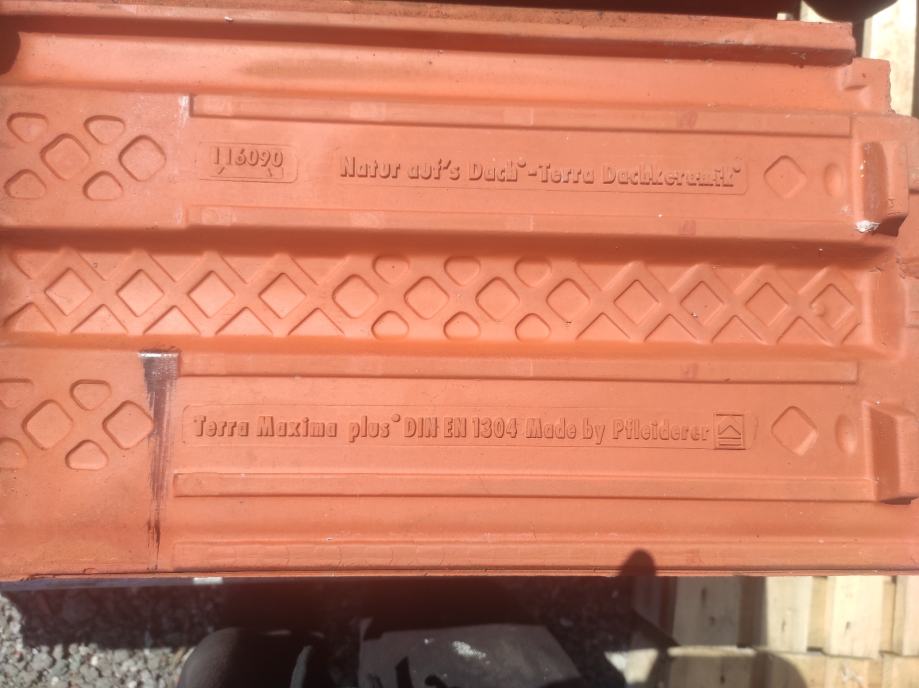 116090
Natur auf's Dach®-Terra Dachkeramik®
Terra Maxima plus® DIN EN 1304 Made by Pfleiderer